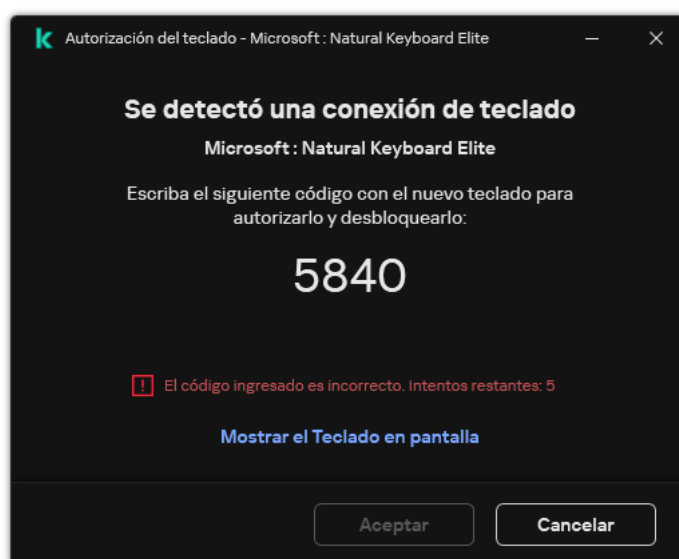 Autorización del teclado - Microsoft : Natural Keyboard Elite
Se detectó una conexión de teclado
Microsoft : Natural Keyboard Elite
Escriba el siguiente código con el nuevo teclado para
autorizarlo y desbloquearlo:
5840
El código ingresado es incorrecto. Intentos restantes: 5
Mostrar el Teclado en pantalla
Aceptar
Cancelar